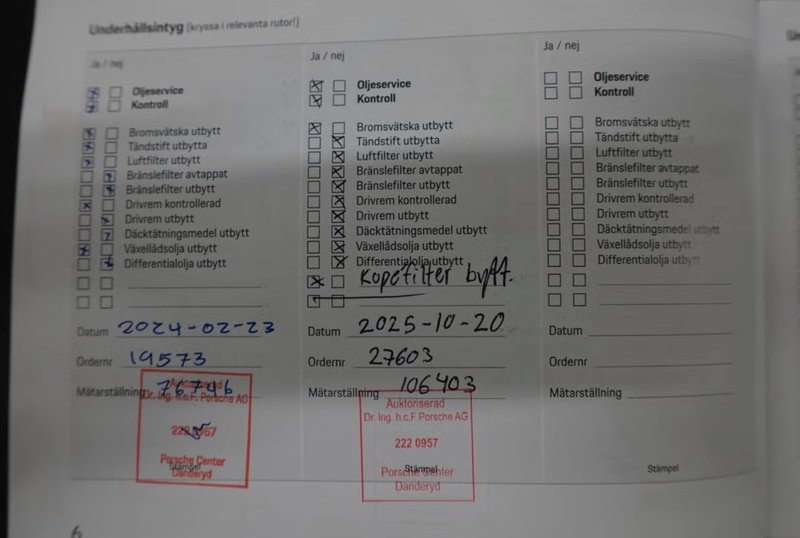 Underhållsintyg (kryssa i relevanta rutor!)
Ja / nej
Oljeservice
Kontroll
Bromsvätska utbytt
Tändstift utbytta
Luftfilter utbytt
Bränslefilter avtappat
Bränslefilter utbytt
Drivrem kontrollerad
Drivrem utbytt
Däcktätningsmedel utbytt
Växellådsolja utbytt
Differentialolja utbytt
Datum 2024-02-23
Ordernr 19573
Mätarställning 76746
Auktoriserad
Dr. Ing. h.c.F Porsche AG
222 0957
Porsche Center
Stämpel
Danderyd
Ja / nej
Oljeservice
Kontroll
Bromsvätska utbytt
Tändstift utbytta
Luftfilter utbytt
Bränslefilter avtappat
Bränslefilter utbytt
Drivrem kontrollerad
Drivrem utbytt
Däcktätningsmedel utbytt
Växellådsolja utbytt
Differentialolja utbytt
Kopefilter bytt.
Datum 2025-10-20
Ordernr 27603
Mätarställning 106403
Auktoriserad
Dr. Ing. h.c.F Porsche AG
222 0957
Porsche Center
Stämpel
Danderyd
Ja / nej
Oljeservice
Kontroll
Bromsvätska utbytt
Tändstift utbytta
Luftfilter utbytt
Bränslefilter avtappat
Bränslefilter utbytt
Drivrem kontrollerad
Drivrem utbytt
Däcktätningsmedel utbytt
Växellådsolja utbytt
Differentialolja utbytt
Datum
Ordernr
Mätarställning
Stämpel
6